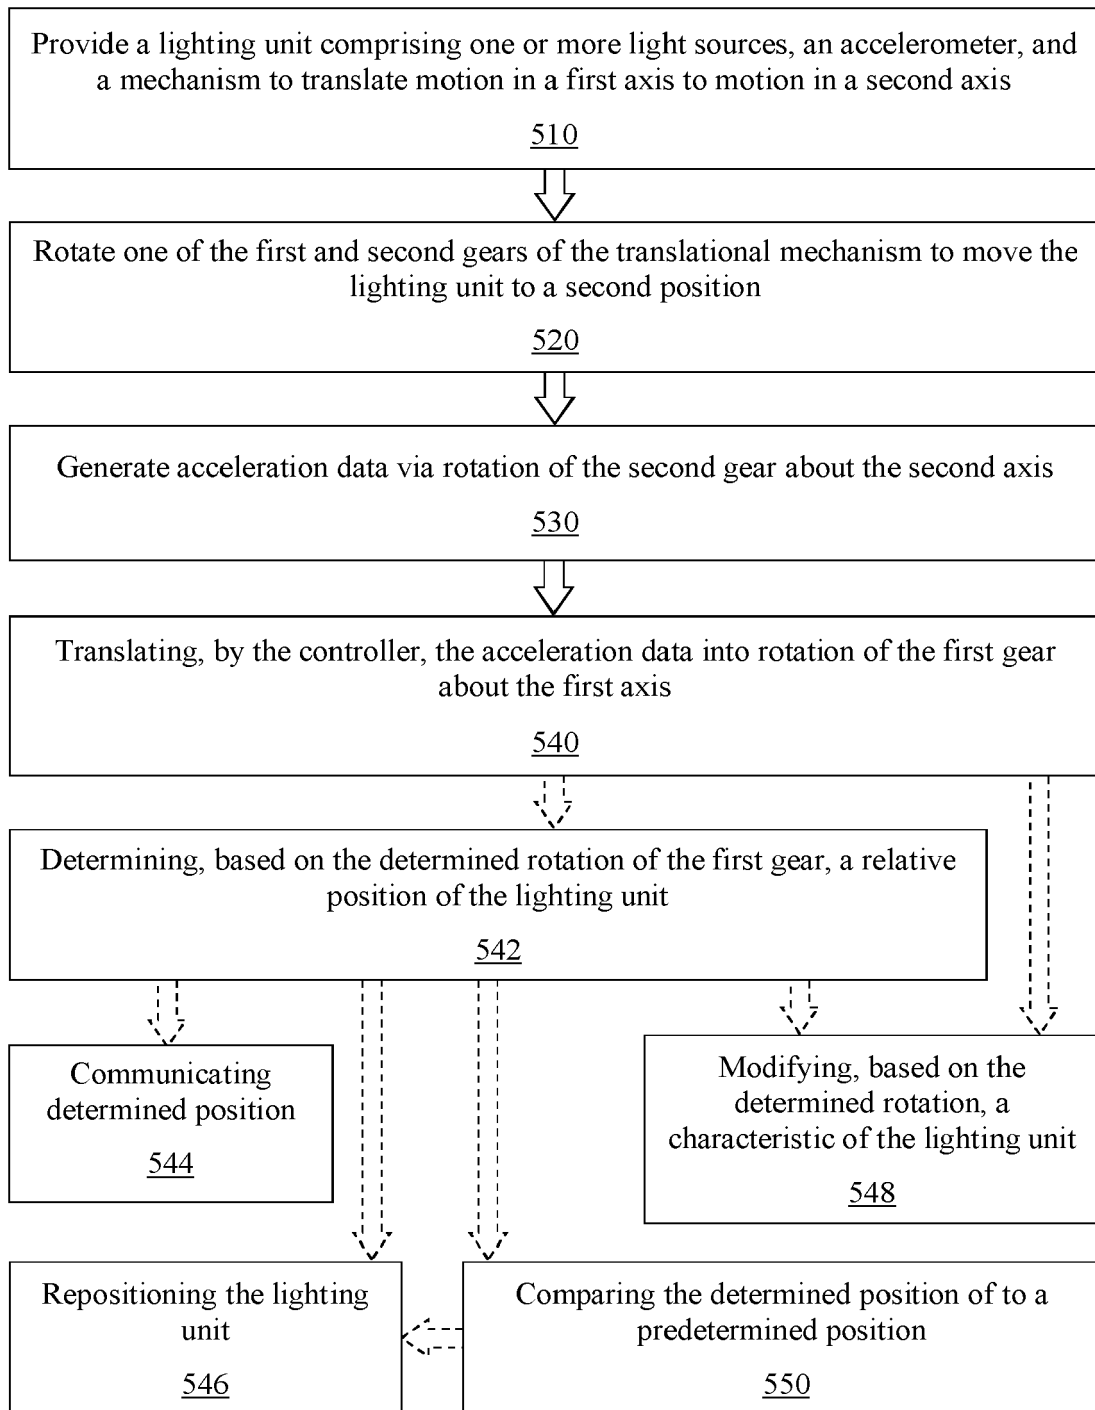 Provide a lighting unit comprising one or more light sources, an accelerometer, and
a mechanism to translate motion in a first axis to motion in a second axis
510
Rotate one of the first and second gears of the translational mechanism to move the
lighting unit to a second position
520
Generate acceleration data via rotation of the second gear about the second axis
530
Translating, by the controller, the acceleration data into rotation of the first gear
about the first axis
540
Determining, based on the determined rotation of the first gear, a relative
position of the lighting unit
542
Communicating
determined position
544
Modifying, based on the
determined rotation, a
characteristic of the lighting unit
548
Repositioning the lighting
unit
546
Comparing the determined position of to a
predetermined position
550